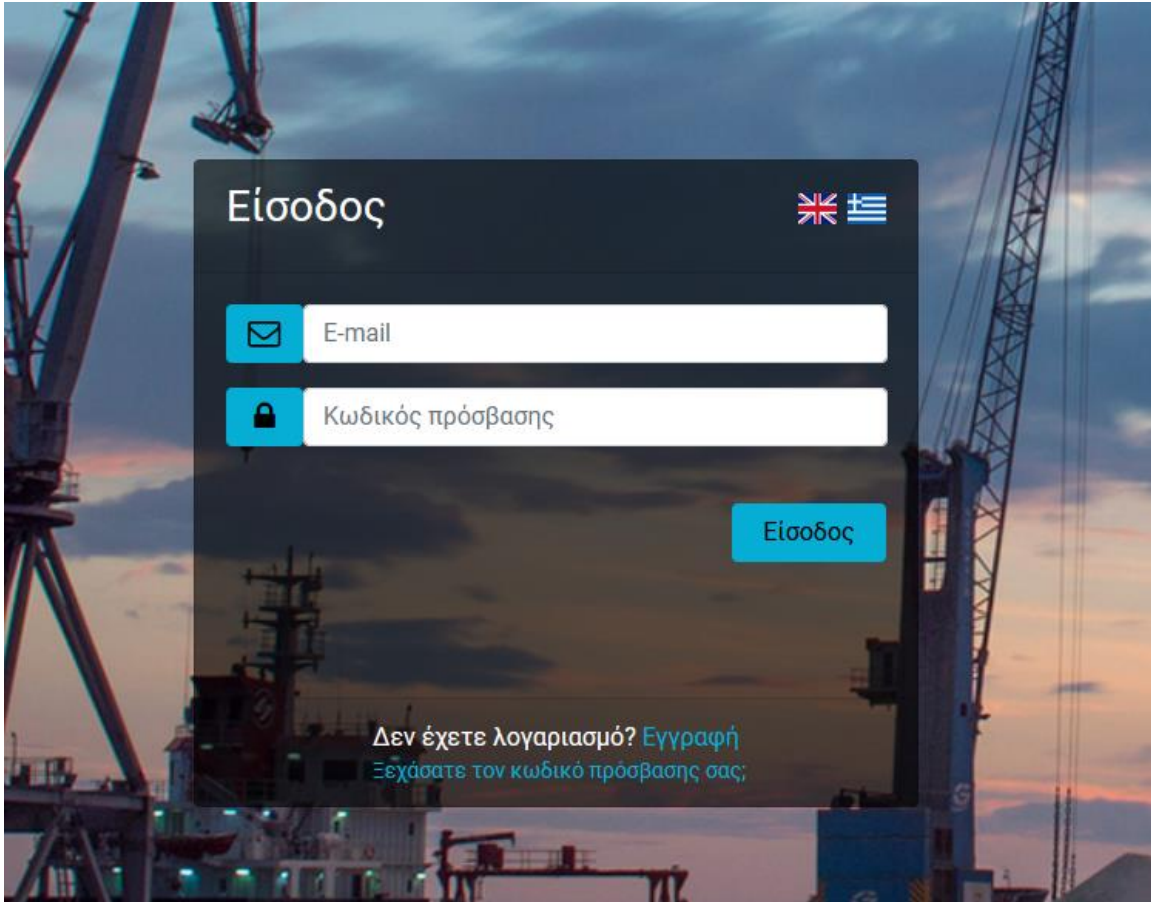 Είσοδος
E-mail
Κωδικός πρόσβασης
Είσοδος
Δεν έχετε λογαριασμό? Εγγραφή
Ξεχάσατε τον κωδικό πρόσβασης σας;